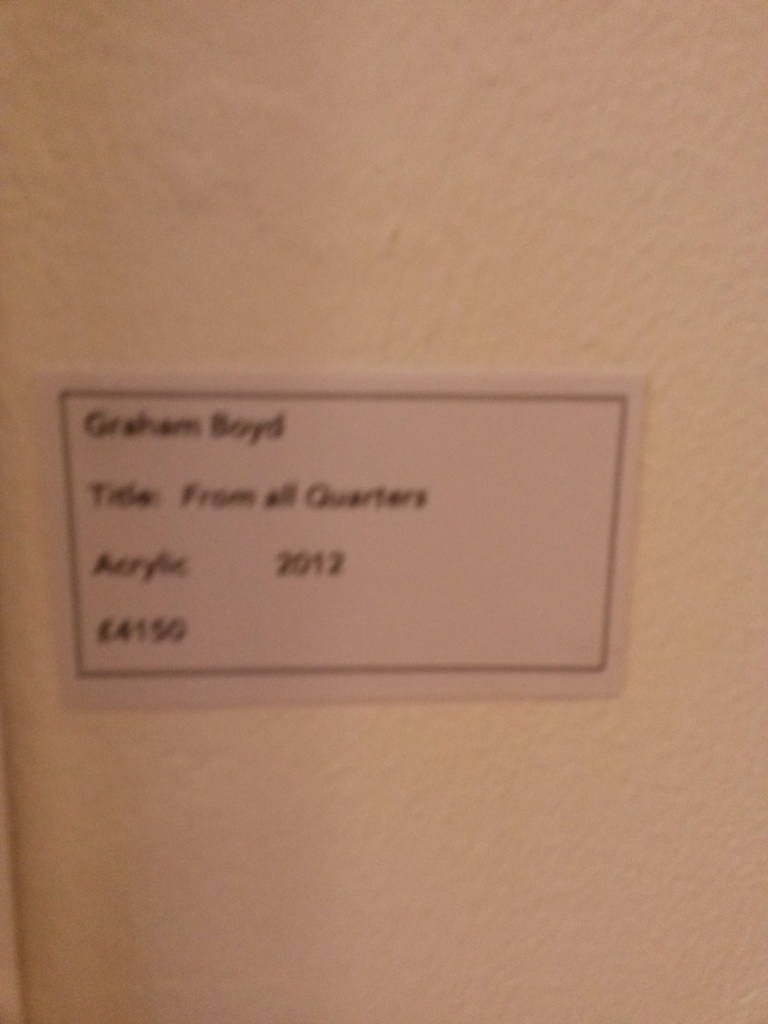 Graham Boyd
Title: From all Quarters
Acrylic 2012
£4150